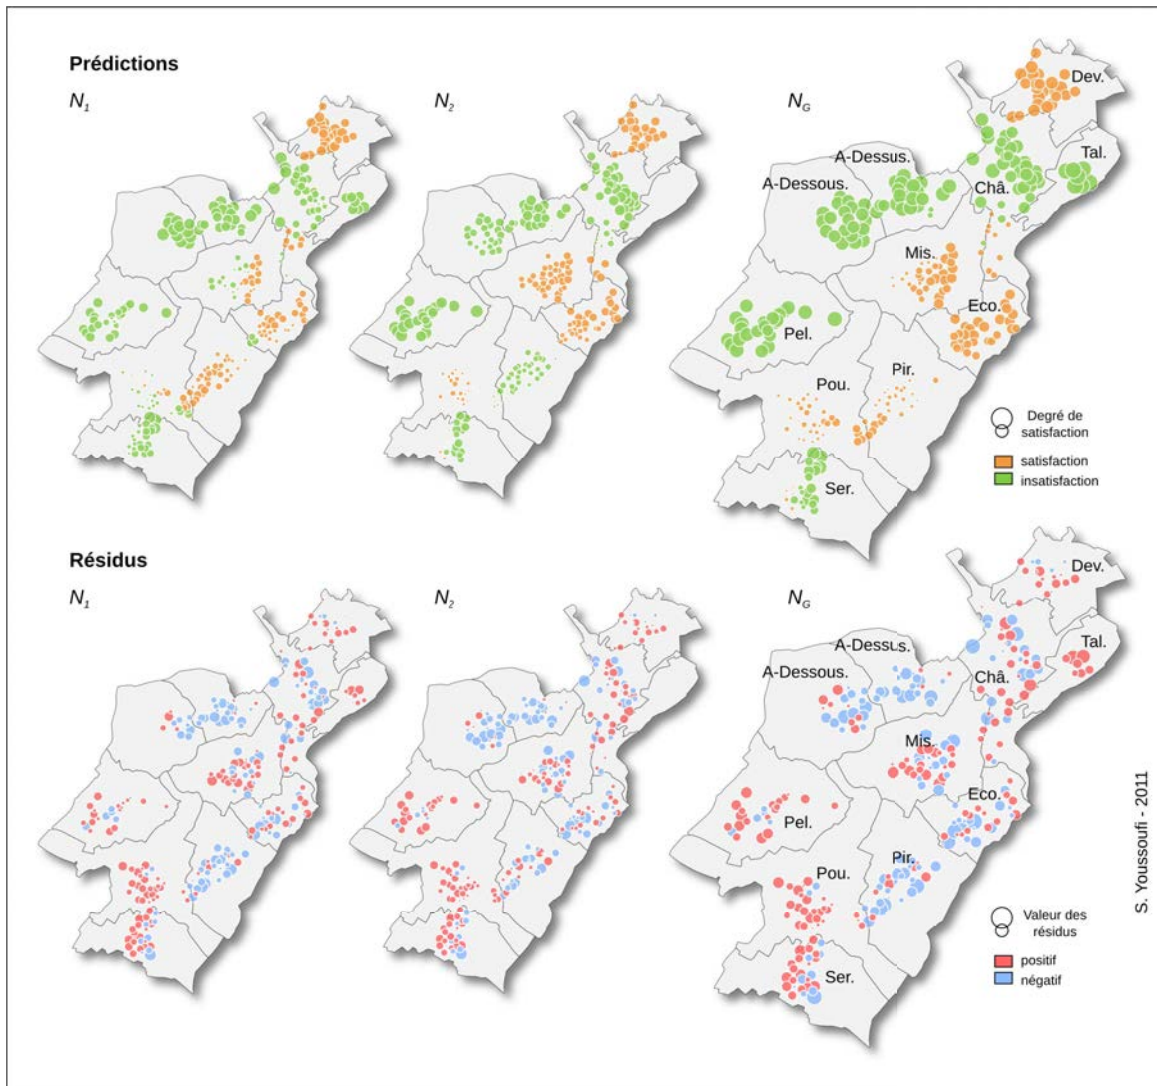 Prédictions
N1
N2
NG
Dev.
A-Dessus.
Tal.
A-Dessous.
Châ.
Mis.
Eco.
Pel.
Pir.
Pou.
Degré de
satisfaction
satisfaction
insatisfaction
Ser.
Résidus
N1
N2
NG
Dev.
A-Dessus.
Tal.
A-Dessous.
Châ.
Mis.
Eco.
Pel.
Pir.
Pou.
Valeur des
résidus
positif
négatif
Ser.
S. Youssoufi - 2011